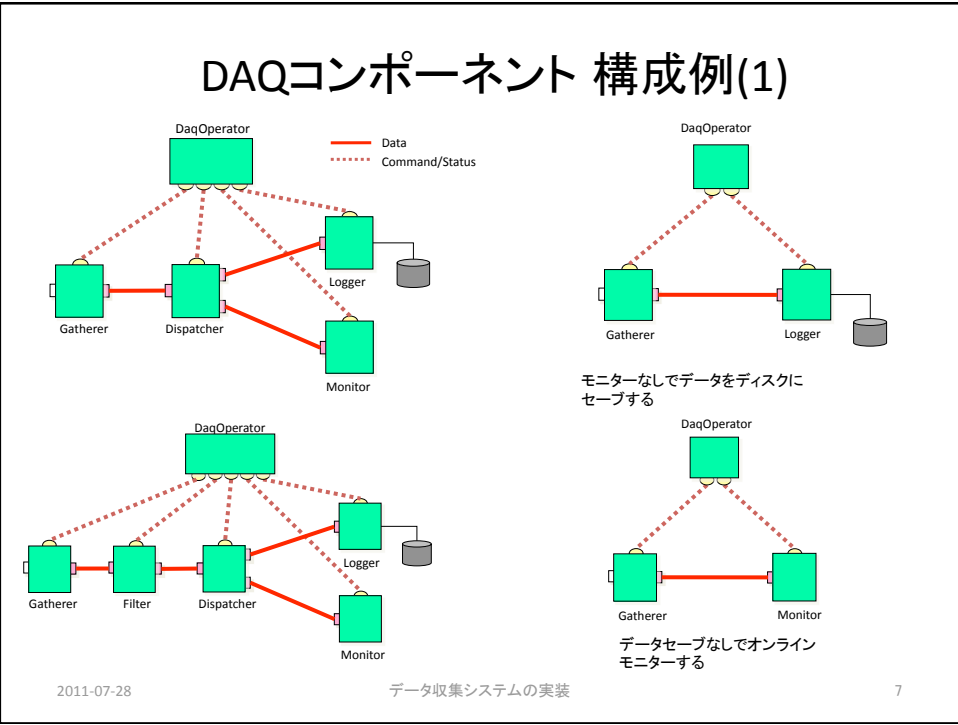 DAQコンポーネント 構成例(1)
DaqOperator
Data
Command/Status
Gatherer
Dispatcher
Logger
Monitor
DaqOperator
Gatherer
Logger
モニターなしでデータをディスクに
セーブする
DaqOperator
Gatherer
Filter
Dispatcher
Logger
Monitor
DaqOperator
Gatherer
Monitor
データセーブなしでオンライン
モニターする
2011-07-28
データ収集システムの実装
7